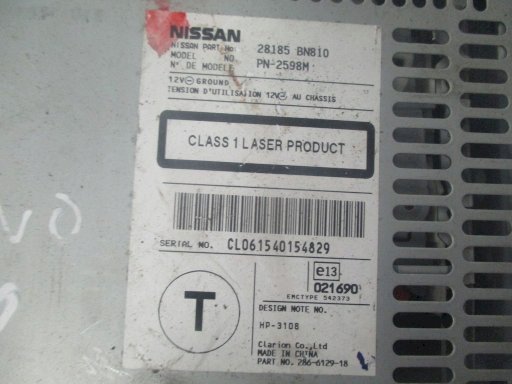 NISSAN
NISSAN PART NO: 28185 BN810
MODEL NO.
N° DE MODELE PN-2598M
12V⊖GROUND
TENSION D'UTILISATION 12V⊖ AU CHASSIS
CLASS 1 LASER PRODUCT
SERIAL NO. CL061540154829
e13
021690
EMCTYPE 542373
T
DESIGN NOTE NO.
HP-3108
Clarion Co.,Ltd
MADE IN CHINA
PART NO. 286-6129-18